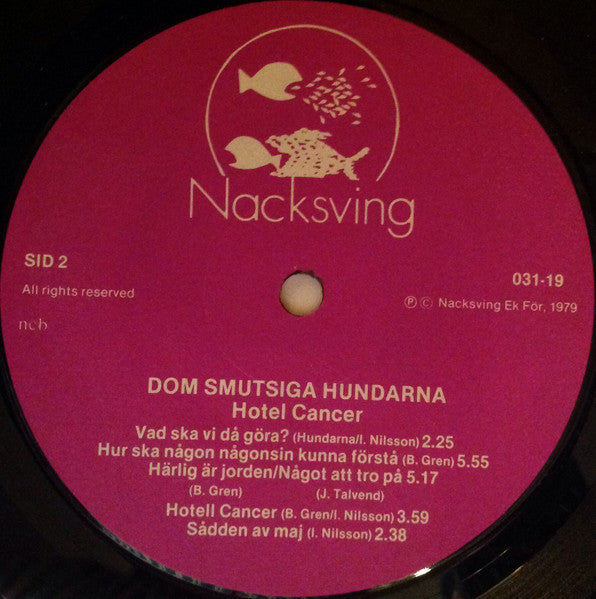 Nacksving
SID 2
031-19
All rights reserved
Ⓟ Ⓒ Nacksving Ek För, 1979
ncb
DOM SMUTSIGA HUNDARNA
Hotel Cancer
Vad ska vi då göra? (Hundarna/I. Nilsson) 2.25
Hur ska någon någonsin kunna förstå (B. Gren) 5.55
Härlig är jorden/Något att tro på 5.17
(B. Gren) (J. Talvend)
Hotell Cancer (B. Gren/I. Nilsson) 3.59
Sådden av maj (I. Nilsson) 2.38